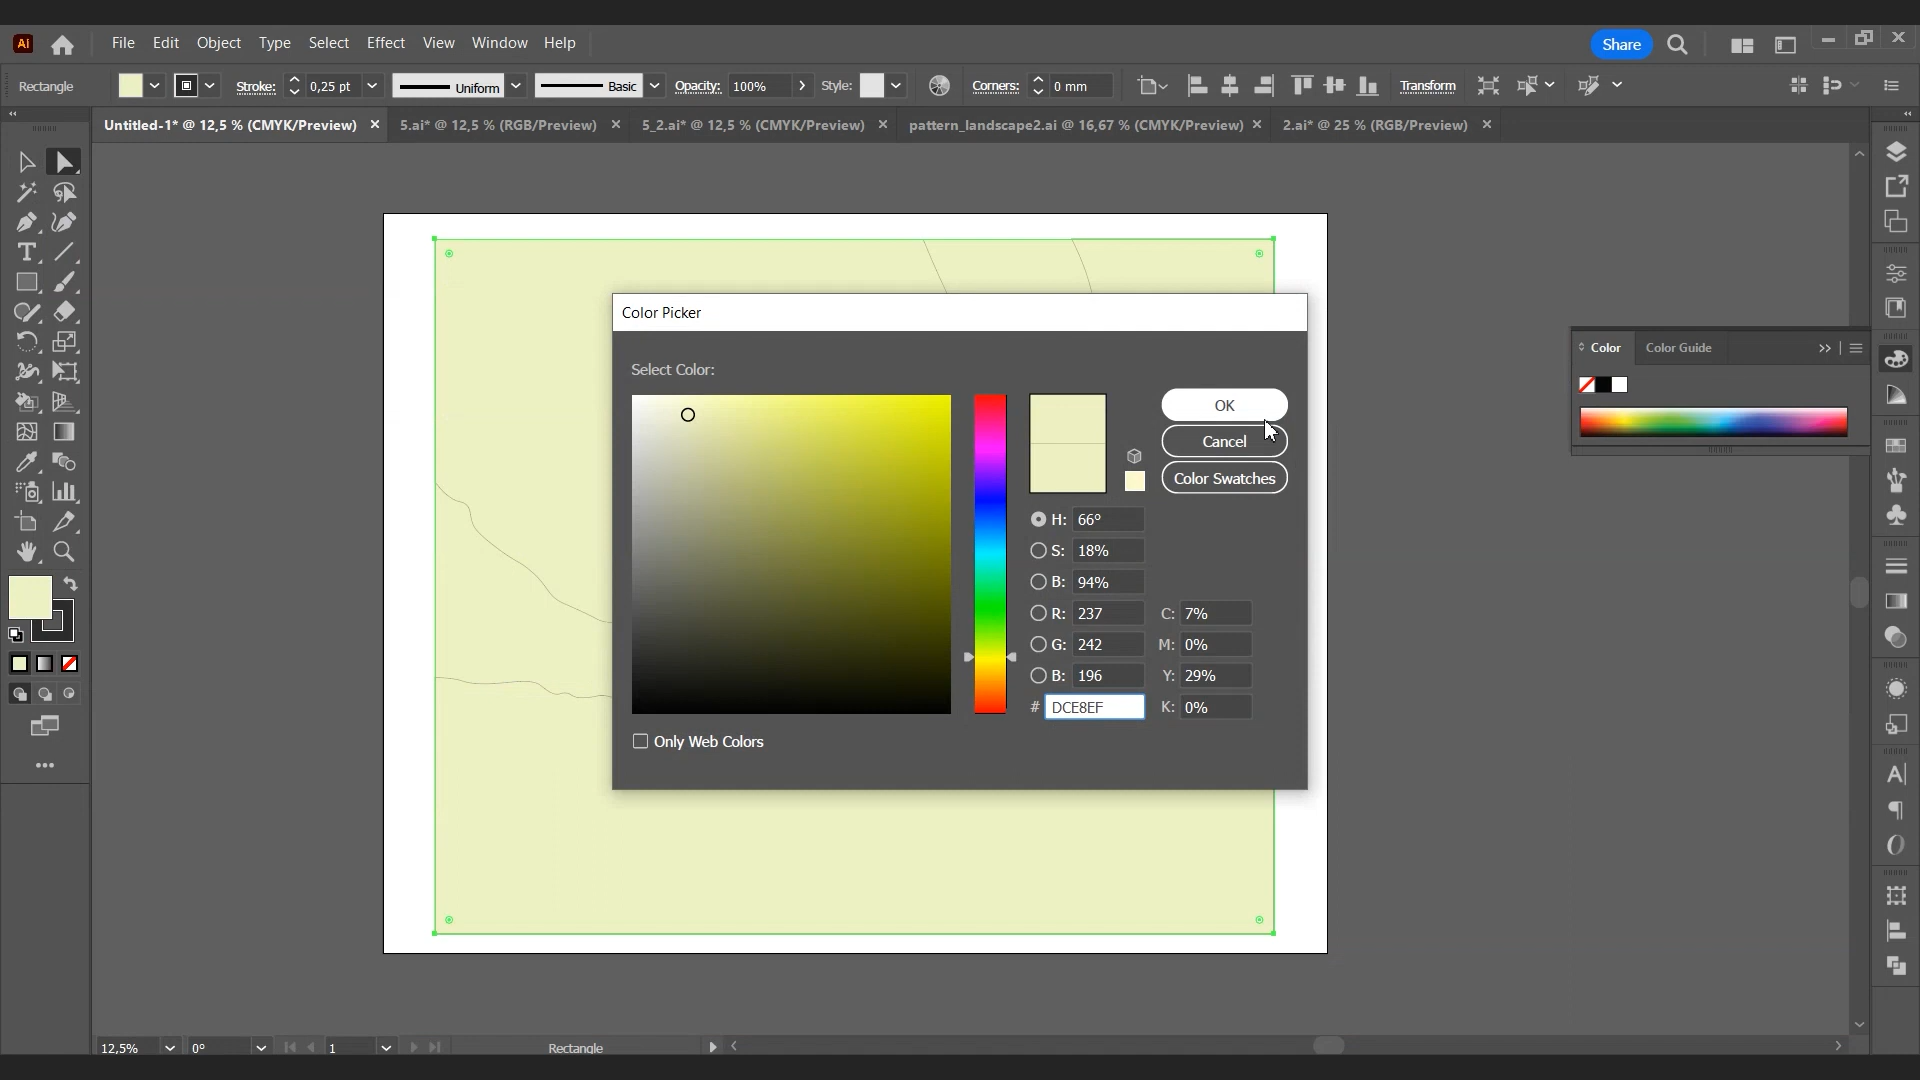 Ai File Edit Object Type Select Effect View Window Help Share
Rectangle Stroke: 0,25 pt Uniform Basic Opacity: 100% Style: Corners: 0 mm Transform
Untitled-1* @ 12,5 % (CMYK/Preview) 5.ai* @ 12,5 % (RGB/Preview) 5_2.ai* @ 12,5 % (CMYK/Preview) pattern_landscape2.ai @ 16,67 % (CMYK/Preview) 2.ai* @ 25 % (RGB/Preview)
Color Picker
Select Color:
OK
Cancel
Color Swatches
H: 66°
S: 18%
B: 94%
R: 237 C: 7%
G: 242 M: 0%
B: 196 Y: 29%
# DCE8EF K: 0%
Only Web Colors
Color Color Guide
12,5% 0° 1 Rectangle